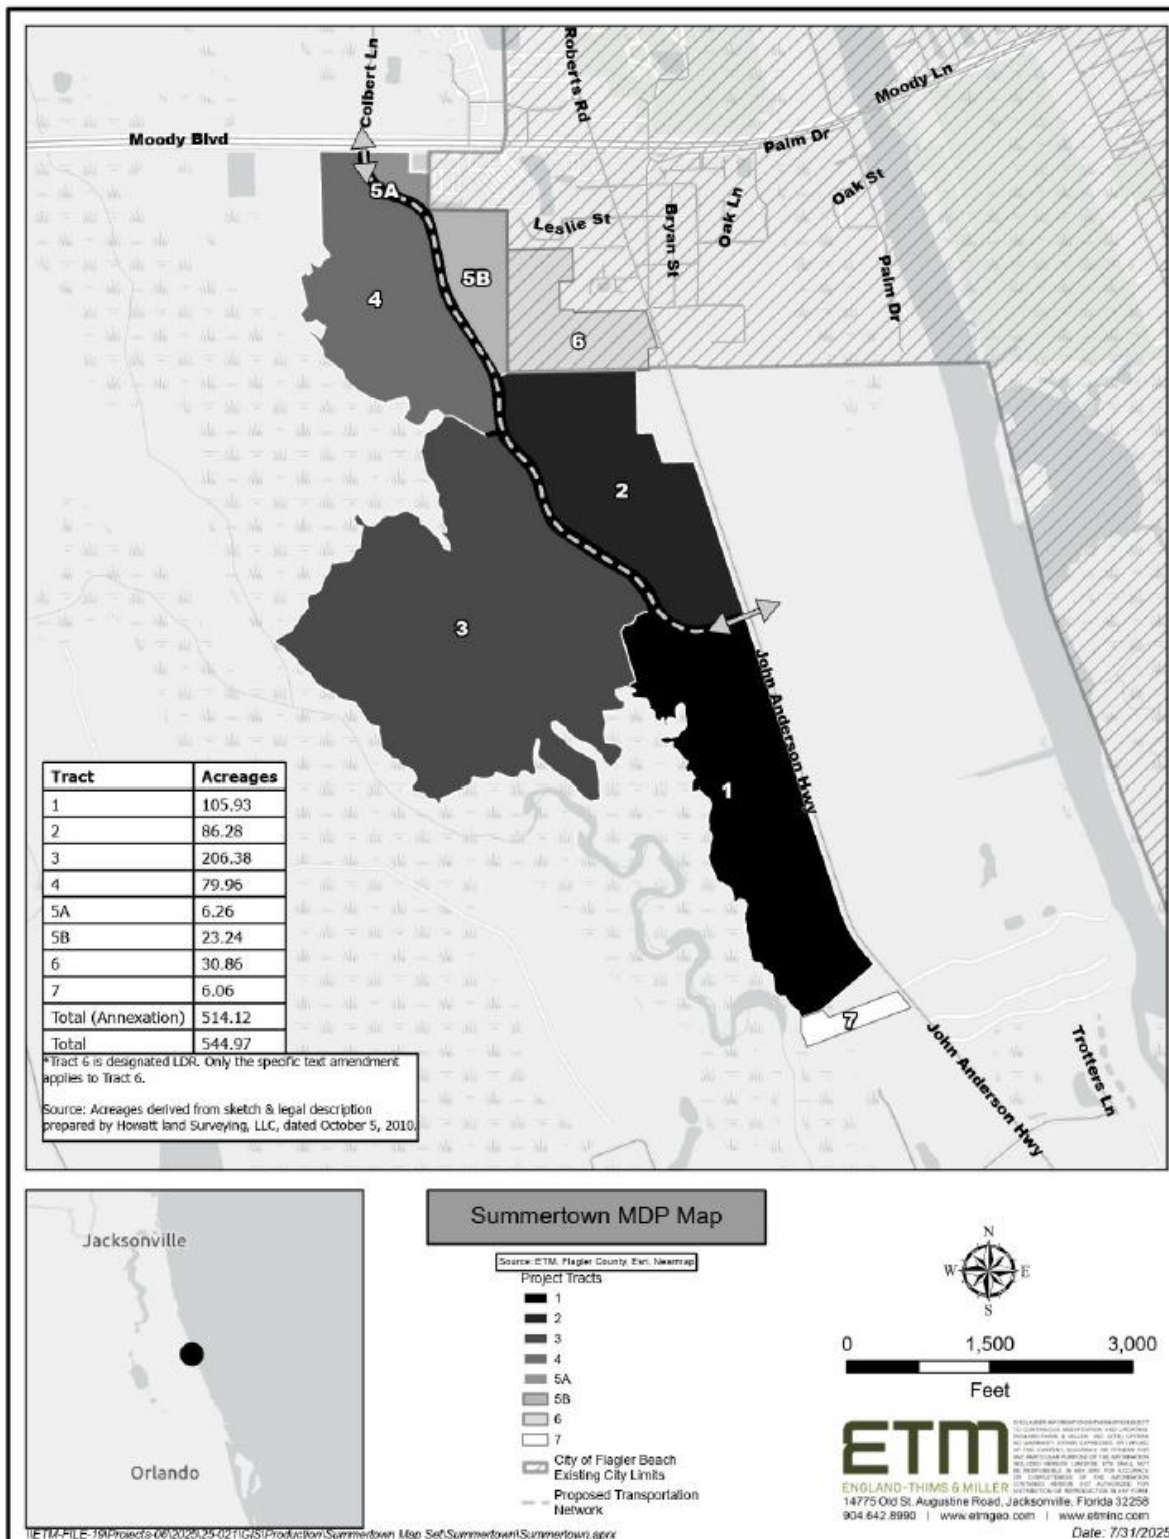 Colbert Ln
Roberts Rd
Moody Ln
Moody Blvd
Palm Dr
5A
Oak St
Leslie St
Bryan St
Oak Ln
5B
4
Palm Dr
6
2
3
John Anderson Hwy
1
Tract Acreages
1 105.93
2 86.28
3 206.38
4 79.96
5A 6.26
5B 23.24
6 30.86
7 6.06
Total (Annexation) 514.12
Total 544.97
*Tract 6 is designated LDR. Only the specific text amendment
applies to Tract 6.
Source: Acreages derived from sketch & legal description
prepared by Howatt land Surveying, LLC, dated October 5, 2010.
7
John Anderson Hwy
Trotters Ln
Jacksonville
Orlando
Summertown MDP Map
Source: ETM, Flagler County, Esri, Nearmap
Project Tracts
1
2
3
4
5A
5B
6
7
City of Flagler Beach
Existing City Limits
Proposed Transportation
Network
N
W E
S
0 1,500 3,000
Feet
ETM
ENGLAND-THIMS & MILLER
14775 Old St. Augustine Road, Jacksonville, Florida 32258
904.642.8990 | www.etmgeo.com | www.etminc.com
Date: 7/31/2025